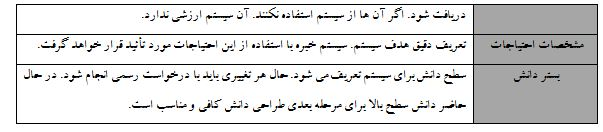 دریافت شود. اگر آن ها از سیستم استفاده نکنند. آن سیستم ارزشی ندارد.
مشخصات احتیاجات
تعریف دقیق هدف سیستم. سیستم خبره با استفاده از این احتیاجات مورد تأئید قرار خواهد گرفت.
بستر دانش
سطح دانش برای سیستم تعریف می شود. حال هر تغییری باید با درخواست رسمی انجام شود. در حال
حاضر دانش سطح بالا برای مرحله بعدی طراحی دانش کافی و مناسب است.